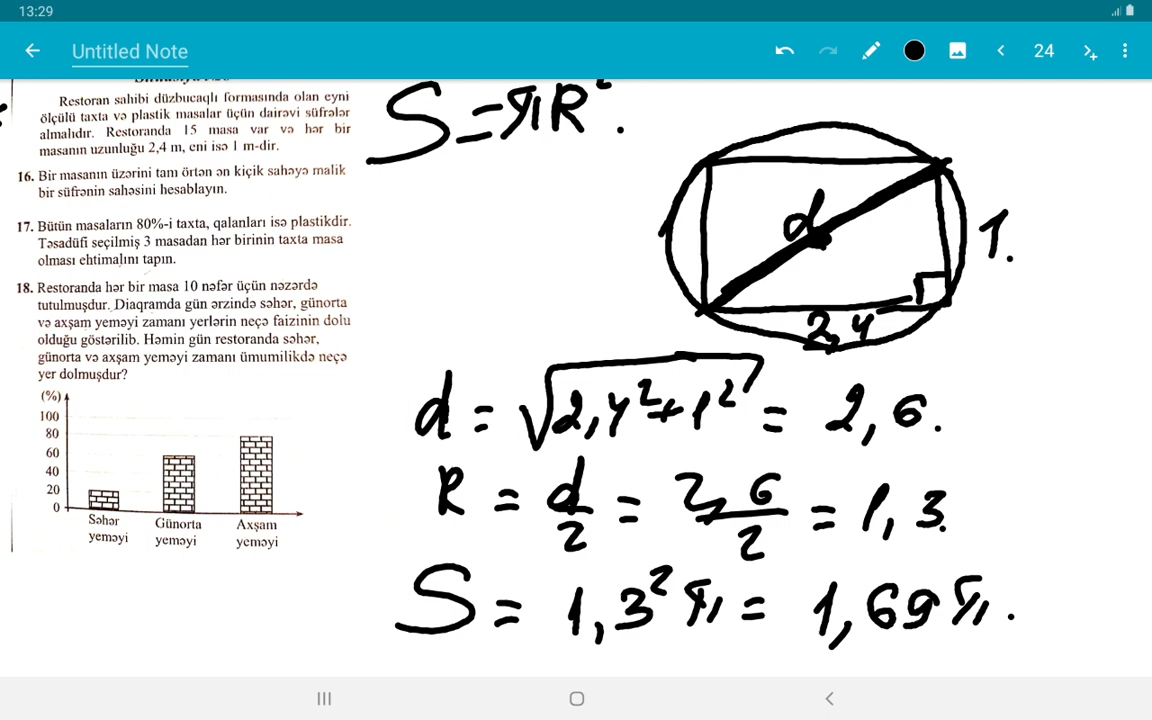 13:29
Untitled Note
24
Restoran sahibi düzbucaqlı formasında olan eyni
ölçülü taxta və plastik masalar üçün dairəvi süfrələr
almalıdır. Restoranda 15 masa var və hər bir
masanın uzunluğu 2,4 m, eni isə 1 m-dir.
16. Bir masanın üzərini tam örtən ən kiçik sahəyə malik
bir süfrənin sahəsini hesablayın.
17. Bütün masaların 80%-i taxta, qalanları isə plastikdir.
Təsadüfi seçilmiş 3 masadan hər birinin taxta masa
olması ehtimalını tapın.
18. Restoranda hər bir masa 10 nəfər üçün nəzərdə
tutulmuşdur. Diaqramda gün ərzində səhər, günorta
və axşam yeməyi zamanı yerlərin neçə faizinin dolu
olduğu göstərilib. Həmin gün restoranda səhər,
günorta və axşam yeməyi zamanı ümumilikdə neçə
yer dolmuşdur?
(%)
100
80
60
40
20
0
Səhər yeməyi
Günorta yeməyi
Axşam yeməyi
S=πR².
d
1.
2,4
d = √2,4²+1² = 2,6.
R = d/2 = 2,6/2 = 1,3.
S = 1,3²π = 1,69π.